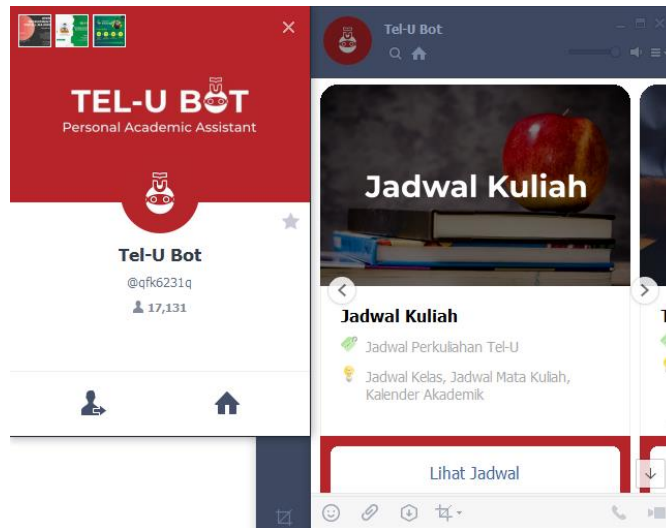 TEL-U BOT
Personal Academic Assistant
Tel-U Bot
@qfk6231q
17,131
Tel-U Bot
Jadwal Kuliah
Jadwal Kuliah
Jadwal Perkuliahan Tel-U
Jadwal Kelas, Jadwal Mata Kuliah,
Kalender Akademik
Lihat Jadwal